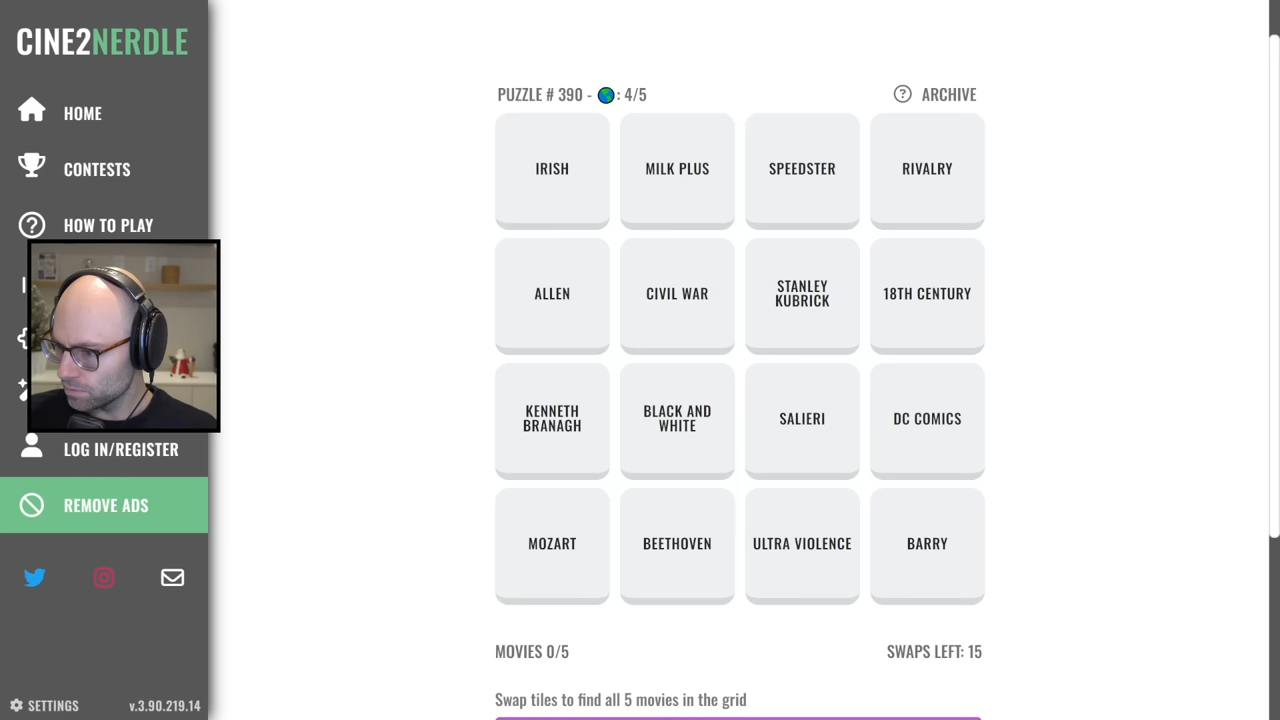 CINE2NERDLE
HOME
CONTESTS
HOW TO PLAY
LOG IN/REGISTER
REMOVE ADS
SETTINGS
v.3.90.219.14
PUZZLE # 390 - 🌎: 4/5
ARCHIVE
IRISH
MILK PLUS
SPEEDSTER
RIVALRY
ALLEN
CIVIL WAR
STANLEY
KUBRICK
18TH CENTURY
KENNETH
BRANAGH
BLACK AND
WHITE
SALIERI
DC COMICS
MOZART
BEETHOVEN
ULTRA VIOLENCE
BARRY
MOVIES 0/5
SWAPS LEFT: 15
Swap tiles to find all 5 movies in the grid